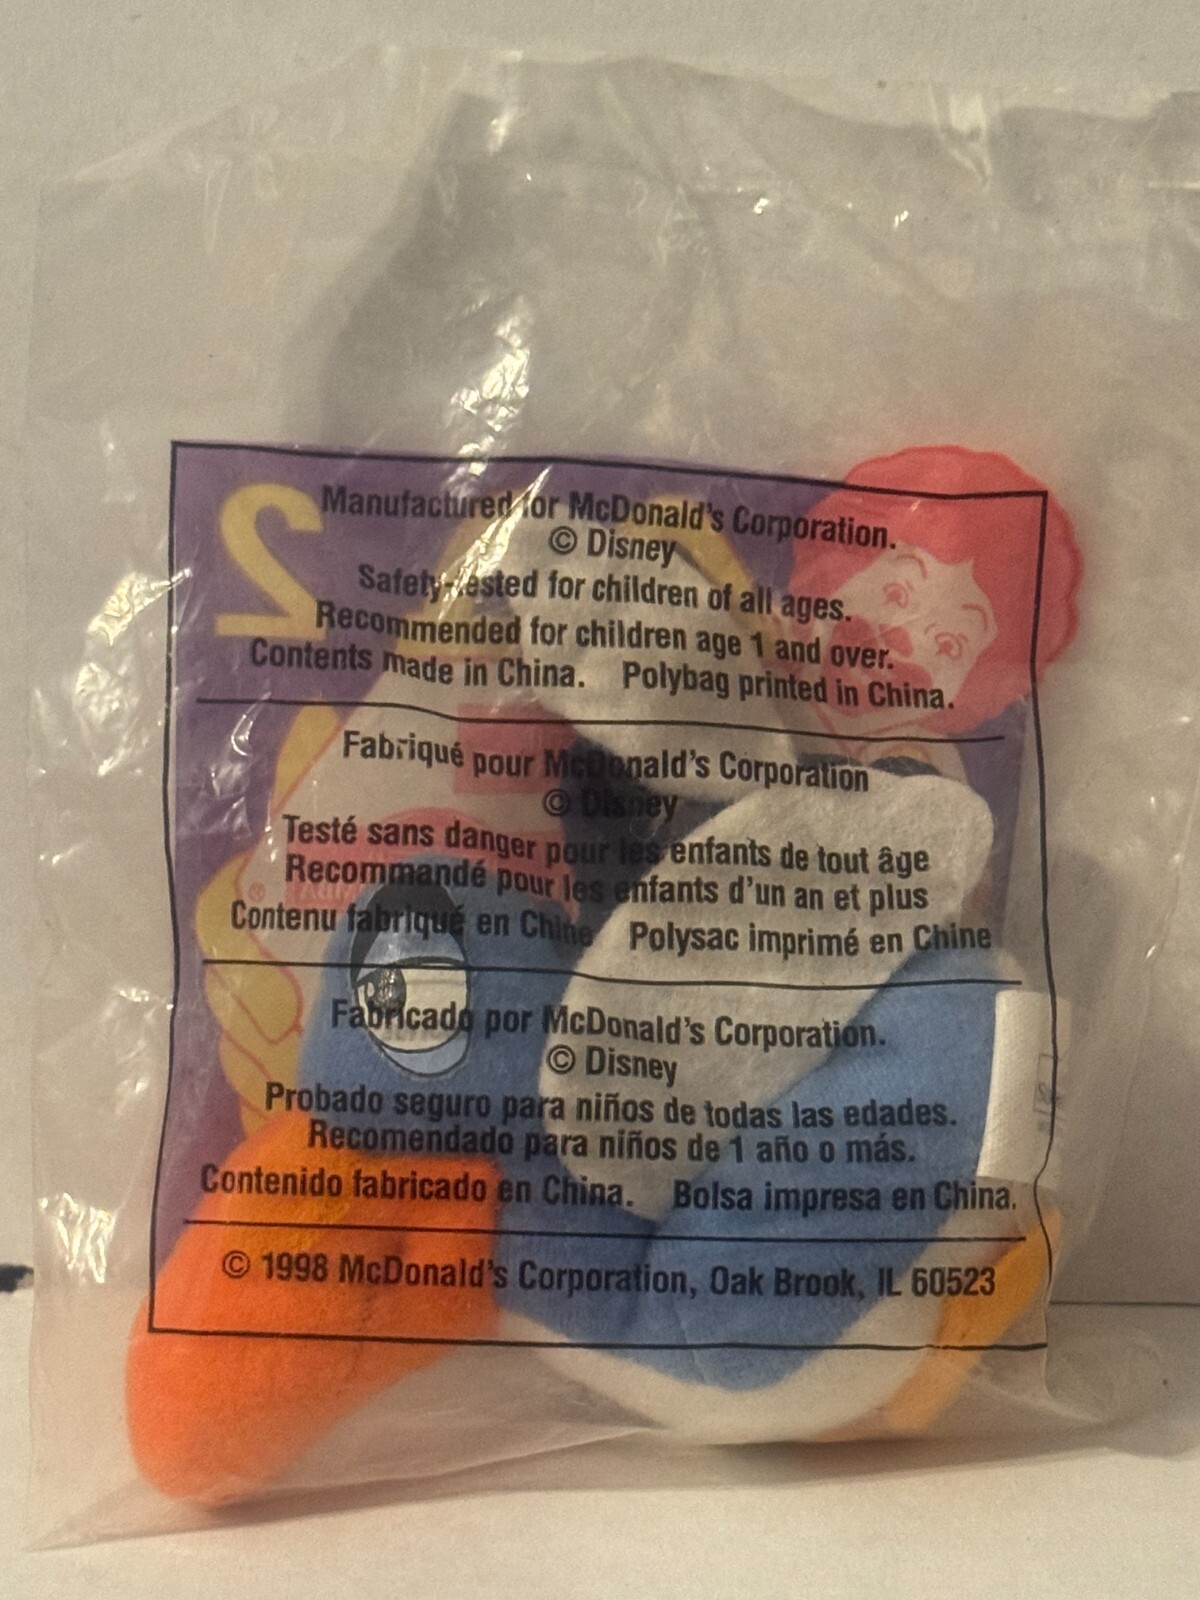 2
Manufactured for McDonald's Corporation.
© Disney
Safety-tested for children of all ages.
Recommended for children age 1 and over.
Contents made in China. Polybag printed in China.
Fabriqué pour McDonald's Corporation
© Disney
Testé sans danger pour les enfants de tout âge
Recommandé pour les enfants d'un an et plus
Contenu fabriqué en Chine Polysac imprimé en Chine
Fabricado por McDonald's Corporation.
© Disney
Probado seguro para niños de todas las edades.
Recomendado para niños de 1 año o más.
Contenido fabricado en China. Bolsa impresa en China.
© 1998 McDonald's Corporation, Oak Brook, IL 60523